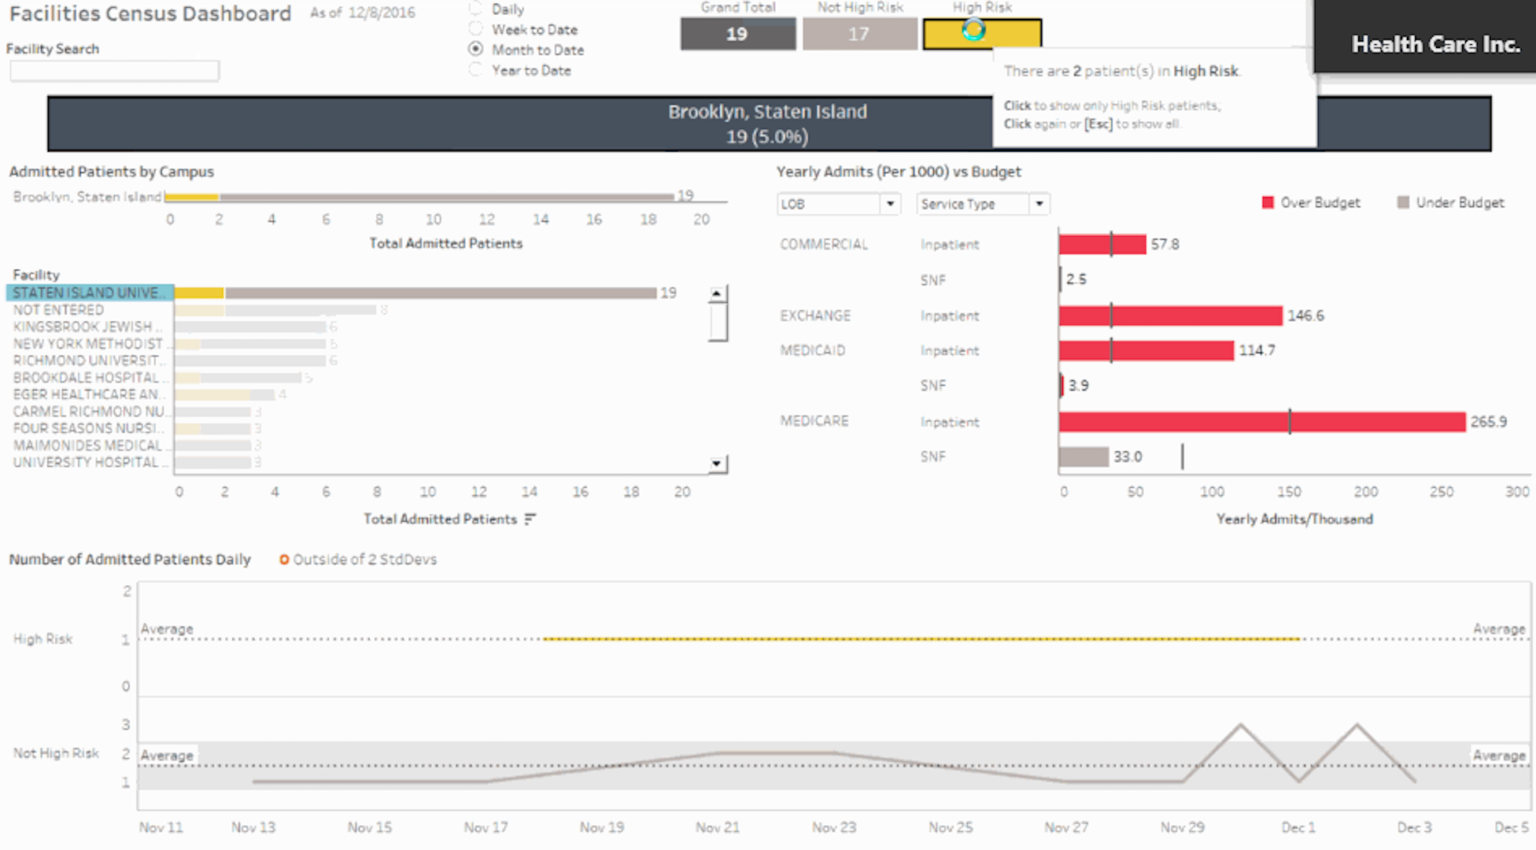 Facilities Census Dashboard
As of 12/8/2016
Daily
Week to Date
Month to Date
Year to Date
Facility Search
Grand Total
19
Not High Risk
17
High Risk
Health Care Inc.
There are 2 patient(s) in High Risk.
Click to show only High Risk patients,
Click again or [Esc] to show all.
Brooklyn, Staten Island
19 (5.0%)
Admitted Patients by Campus
Brooklyn, Staten Island 19
0 2 4 6 8 10 12 14 16 18 20
Total Admitted Patients
Facility
STATEN ISLAND UNIVE.. 19
NOT ENTERED 8
KINGSBROOK JEWISH .. 6
NEW YORK METHODIST
RICHMOND UNIVERSIT.. 6
BROOKDALE HOSPITAL .. 5
EGER HEALTHCARE AN.. 4
CARMEL RICHMOND NU.. 3
FOUR SEASONS NURSI.. 3
MAIMONIDES MEDICAL .. 3
UNIVERSITY HOSPITAL .. 3
0 2 4 6 8 10 12 14 16 18 20
Total Admitted Patients
Yearly Admits (Per 1000) vs Budget
LOB
Service Type
Over Budget
Under Budget
COMMERCIAL Inpatient 57.8
SNF 2.5
EXCHANGE Inpatient 146.6
MEDICAID Inpatient 114.7
SNF 3.9
MEDICARE Inpatient 265.9
SNF 33.0
0 50 100 150 200 250 300
Yearly Admits/Thousand
Number of Admitted Patients Daily
Outside of 2 StdDevs
2
High Risk 1 Average Average
0
3
Not High Risk 2 Average Average
1
Nov 11 Nov 13 Nov 15 Nov 17 Nov 19 Nov 21 Nov 23 Nov 25 Nov 27 Nov 29 Dec 1 Dec 3 Dec 5